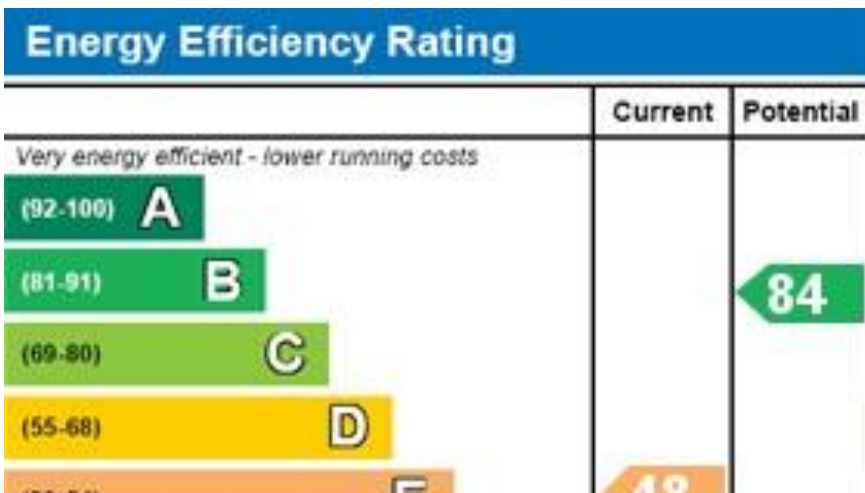 Energy Efficiency Rating
Current Potential
Very energy efficient - lower running costs
(92-100) A
(81-91) B
84
(69-80) C
(55-68) D
E
48